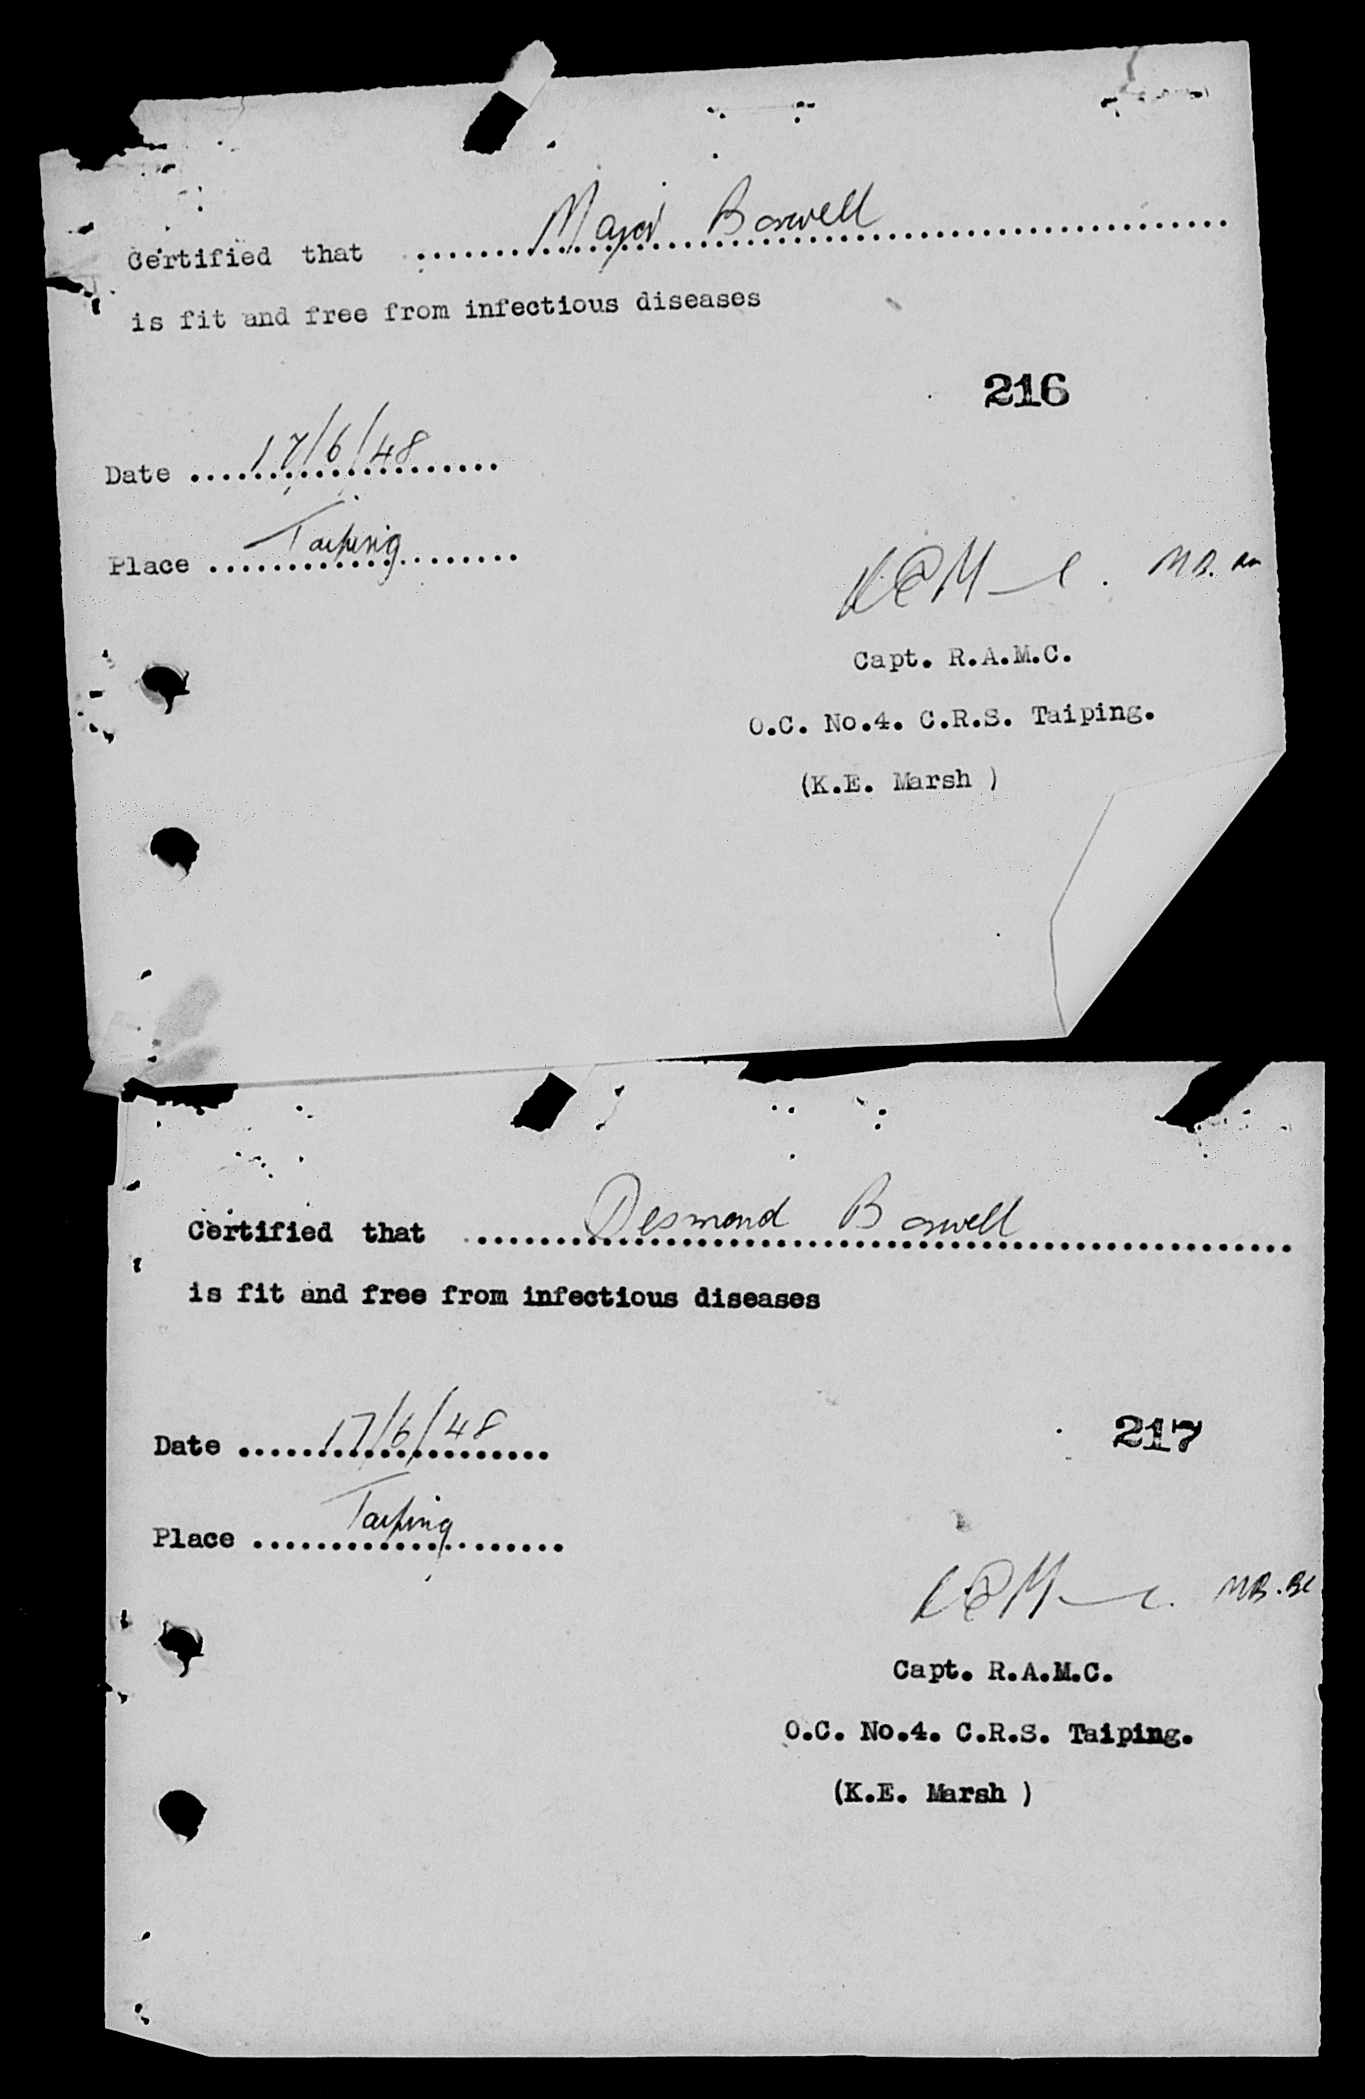 Certified that ........ Major Boswell ........
is fit and free from infectious diseases
216
Date ........ 17/6/48 ........
Place ........ Taiping ........
M.B.
Capt. R.A.M.C.
O.C. No.4. C.R.S. Taiping.
(K.E. Marsh )
Certified that ........ Desmond Boswell ........
is fit and free from infectious diseases
Date ........ 17/6/48 ........
217
Place ........ Taiping ........
MB.
Capt. R.A.M.C.
O.C. No.4. C.R.S. Taiping.
(K.E. Marsh )